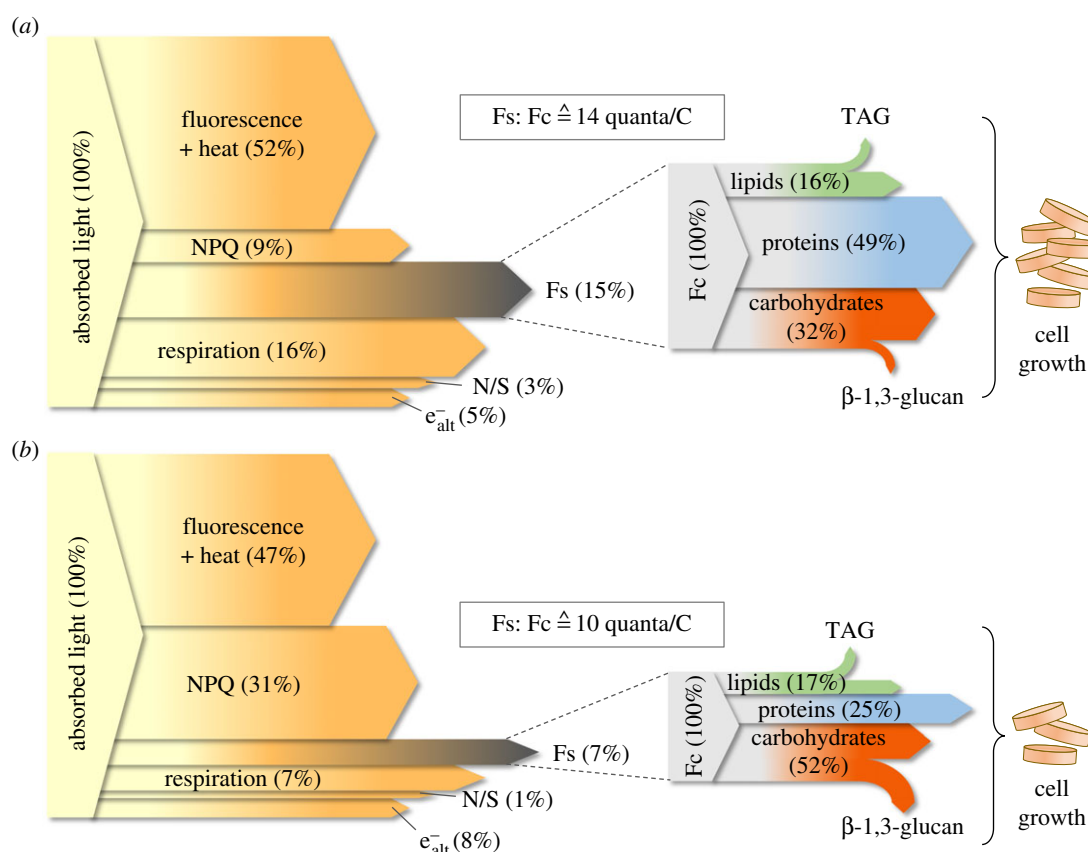 (a)
absorbed light (100%)
fluorescence
+ heat (52%)
NPQ (9%)
Fs (15%)
respiration (16%)
N/S (3%)
e⁻alt (5%)
Fs: Fc ≙ 14 quanta/C
Fc (100%)
TAG
lipids (16%)
proteins (49%)
carbohydrates
(32%)
β-1,3-glucan
cell
growth
(b)
absorbed light (100%)
fluorescence
+ heat (47%)
NPQ (31%)
Fs (7%)
respiration (7%)
N/S (1%)
e⁻alt (8%)
Fs: Fc ≙ 10 quanta/C
Fc (100%)
TAG
lipids (17%)
proteins (25%)
carbohydrates
(52%)
β-1,3-glucan
cell
growth